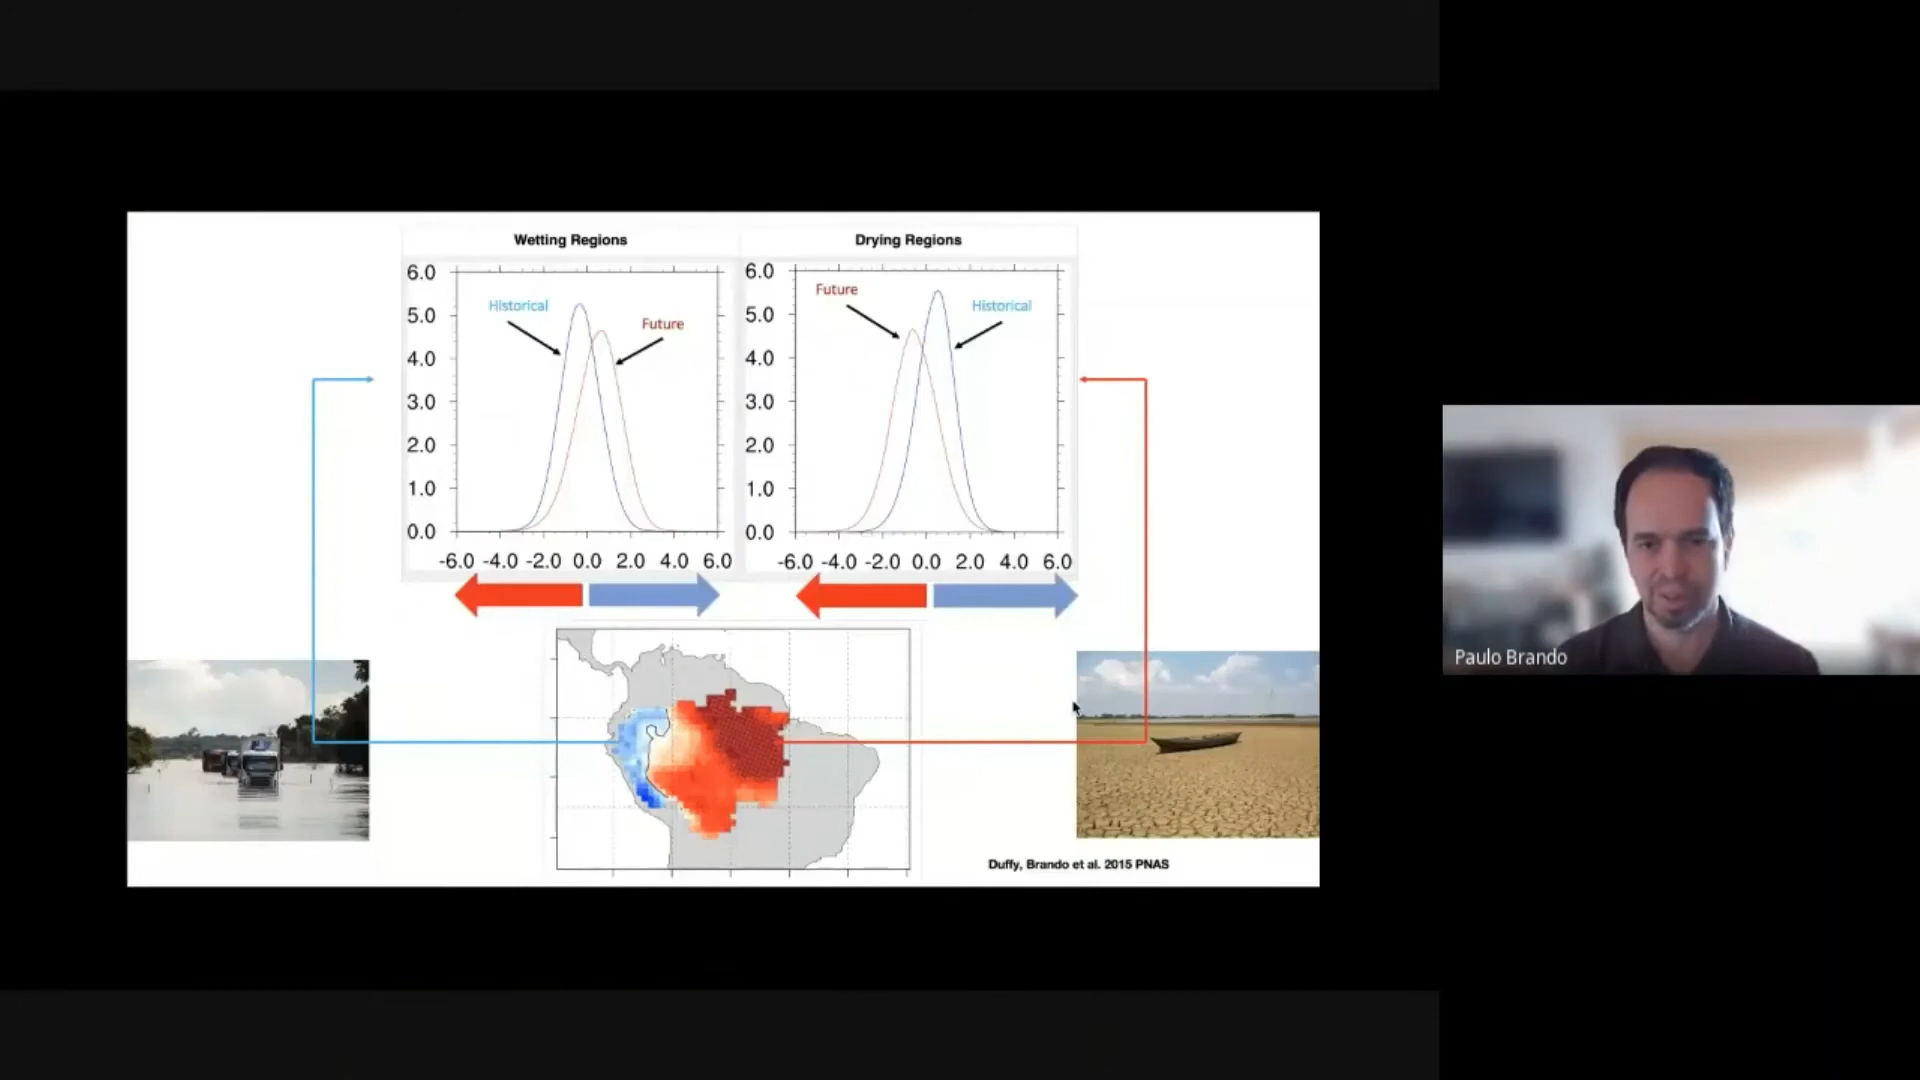 Wetting Regions
Drying Regions
6.0
5.0
4.0
3.0
2.0
1.0
0.0
Historical
Future
-6.0 -4.0 -2.0 0.0 2.0 4.0 6.0
6.0
5.0
4.0
3.0
2.0
1.0
0.0
Future
Historical
-6.0 -4.0 -2.0 0.0 2.0 4.0 6.0
Duffy, Brando et al. 2015 PNAS
Paulo Brando